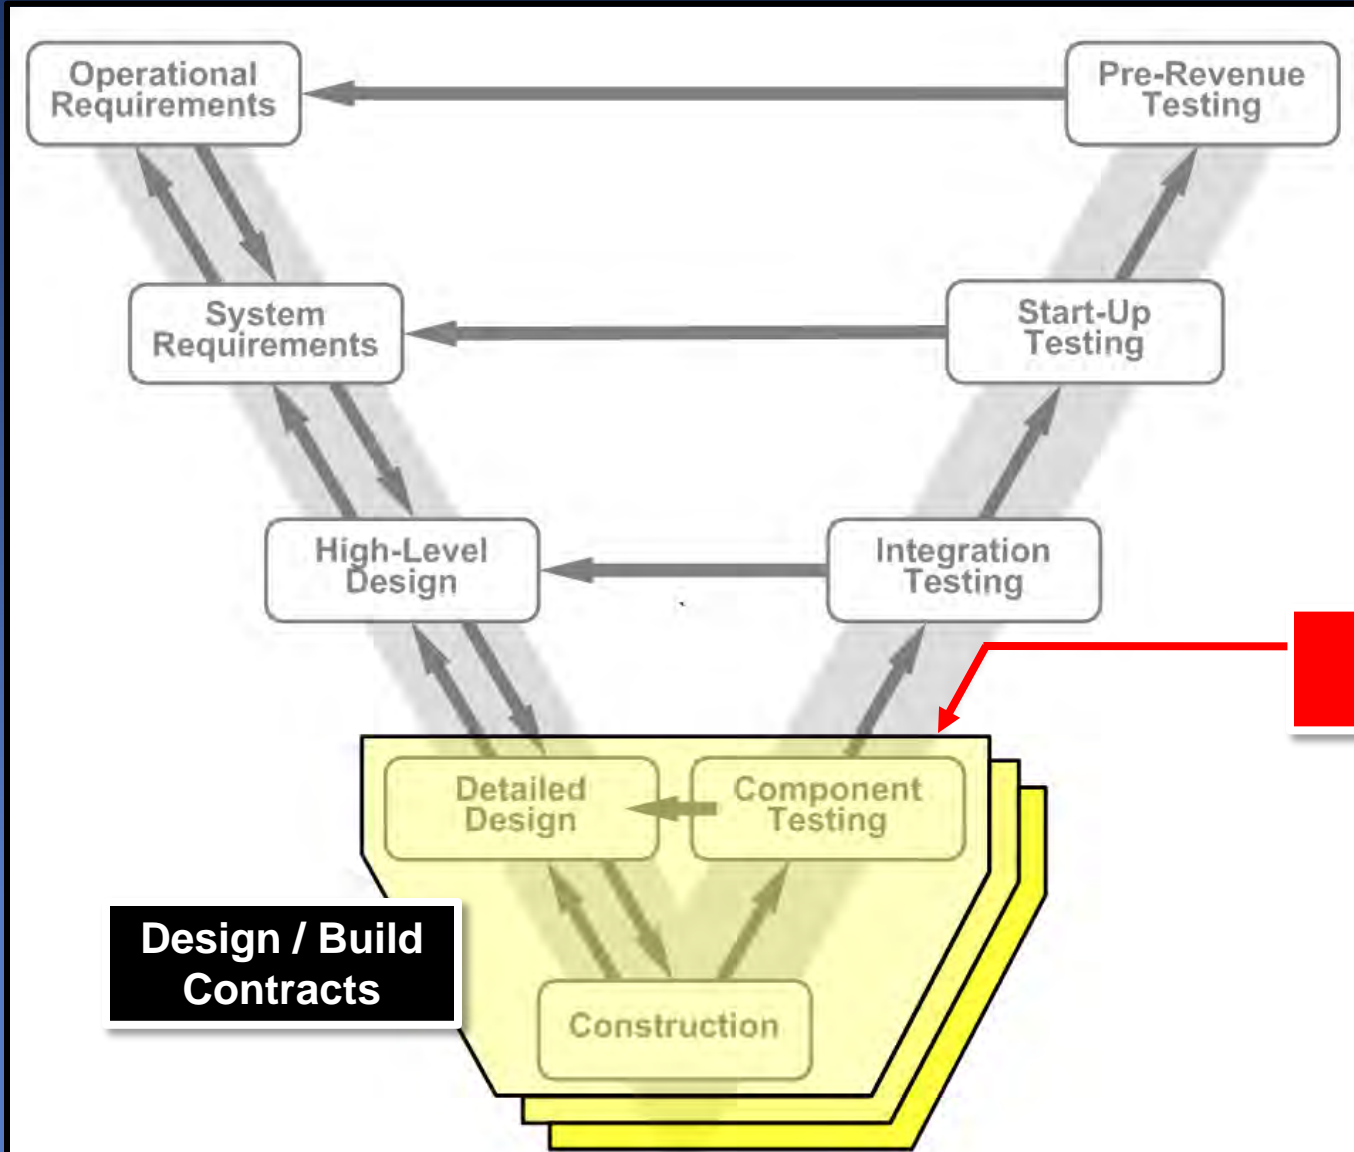 Operational
Requirements
Pre-Revenue
Testing
System
Requirements
Start-Up
Testing
High-Level
Design
Integration
Testing
Detailed
Design
Component
Testing
Design / Build
Contracts
Construction